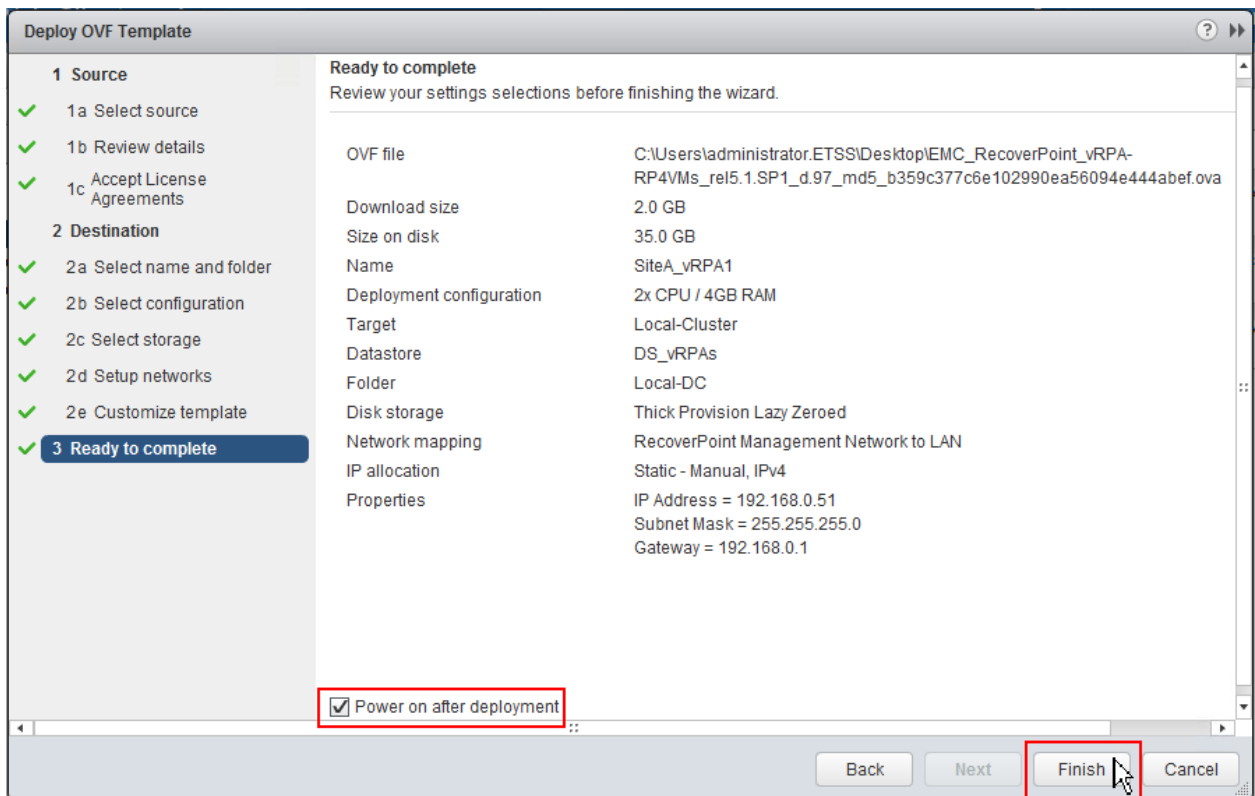 Deploy OVF Template
1 Source
1a Select source
1b Review details
1c Accept License
Agreements
2 Destination
2a Select name and folder
2b Select configuration
2c Select storage
2d Setup networks
2e Customize template
3 Ready to complete
Ready to complete
Review your settings selections before finishing the wizard.
OVF file C:\Users\administrator.ETSS\Desktop\EMC_RecoverPoint_vRPA-
RP4VMs_rel5.1.SP1_d.97_md5_b359c377c6e102990ea56094e444abef.ova
Download size 2.0 GB
Size on disk 35.0 GB
Name SiteA_vRPA1
Deployment configuration 2x CPU / 4GB RAM
Target Local-Cluster
Datastore DS_vRPAs
Folder Local-DC
Disk storage Thick Provision Lazy Zeroed
Network mapping RecoverPoint Management Network to LAN
IP allocation Static - Manual, IPv4
Properties IP Address = 192.168.0.51
Subnet Mask = 255.255.255.0
Gateway = 192.168.0.1
Power on after deployment
Back Next Finish Cancel